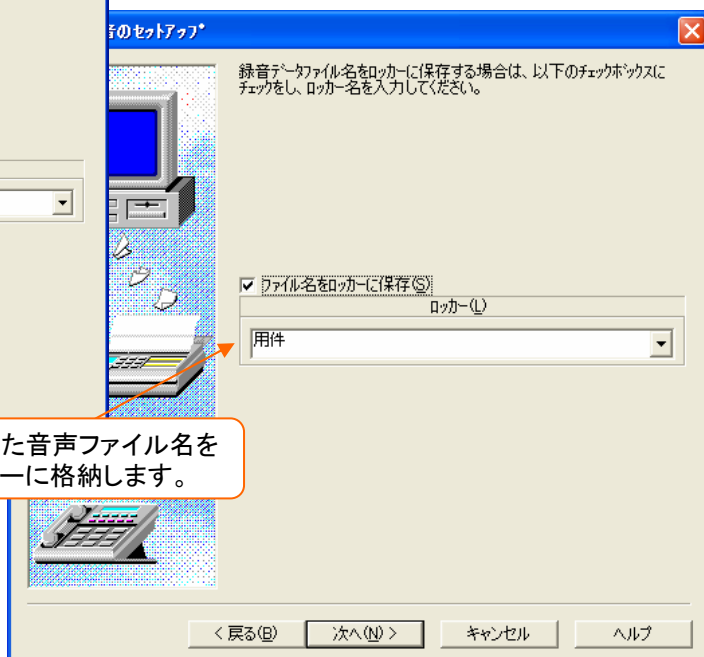 音のセットアップ
録音データファイル名をロッカーに保存する場合は、以下のチェックボックスに
チェックをし、ロッカー名を入力してください。
ファイル名をロッカーに保存(S)
ロッカー(L)
用件
た音声ファイル名を
ーに格納します。
< 戻る(B)
次へ(N) >
キャンセル
ヘルプ